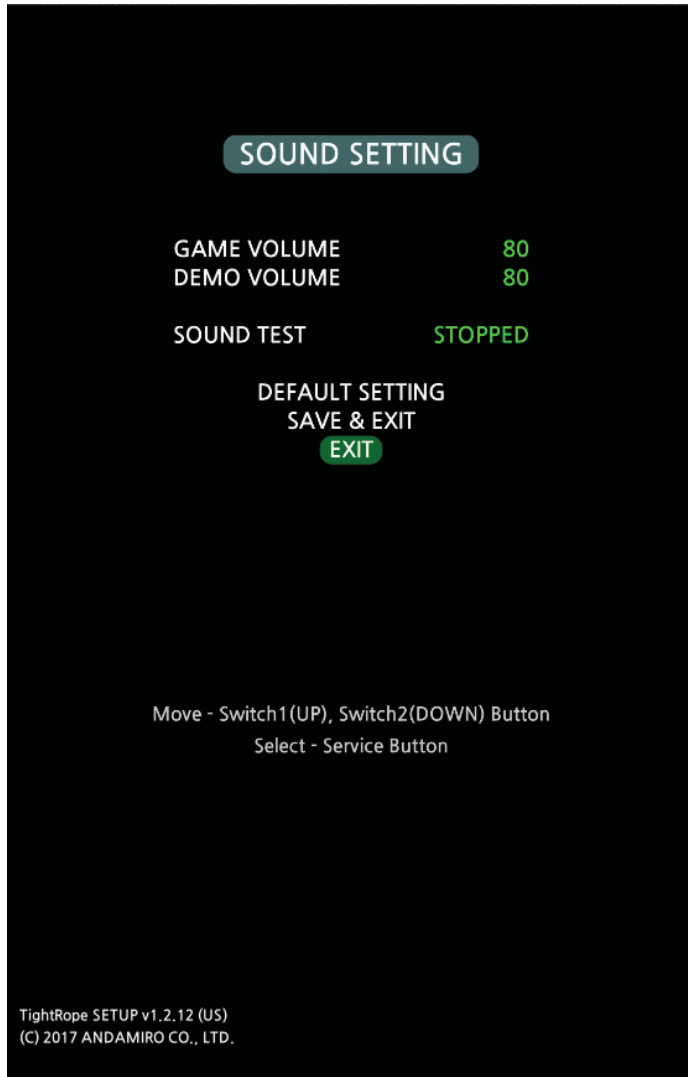 SOUND SETTING
GAME VOLUME 80
DEMO VOLUME 80
SOUND TEST STOPPED
DEFAULT SETTING
SAVE & EXIT
EXIT
Move - Switch1(UP), Switch2(DOWN) Button
Select - Service Button
TightRope SETUP v1.2.12 (US)
(C) 2017 ANDAMIRO CO., LTD.